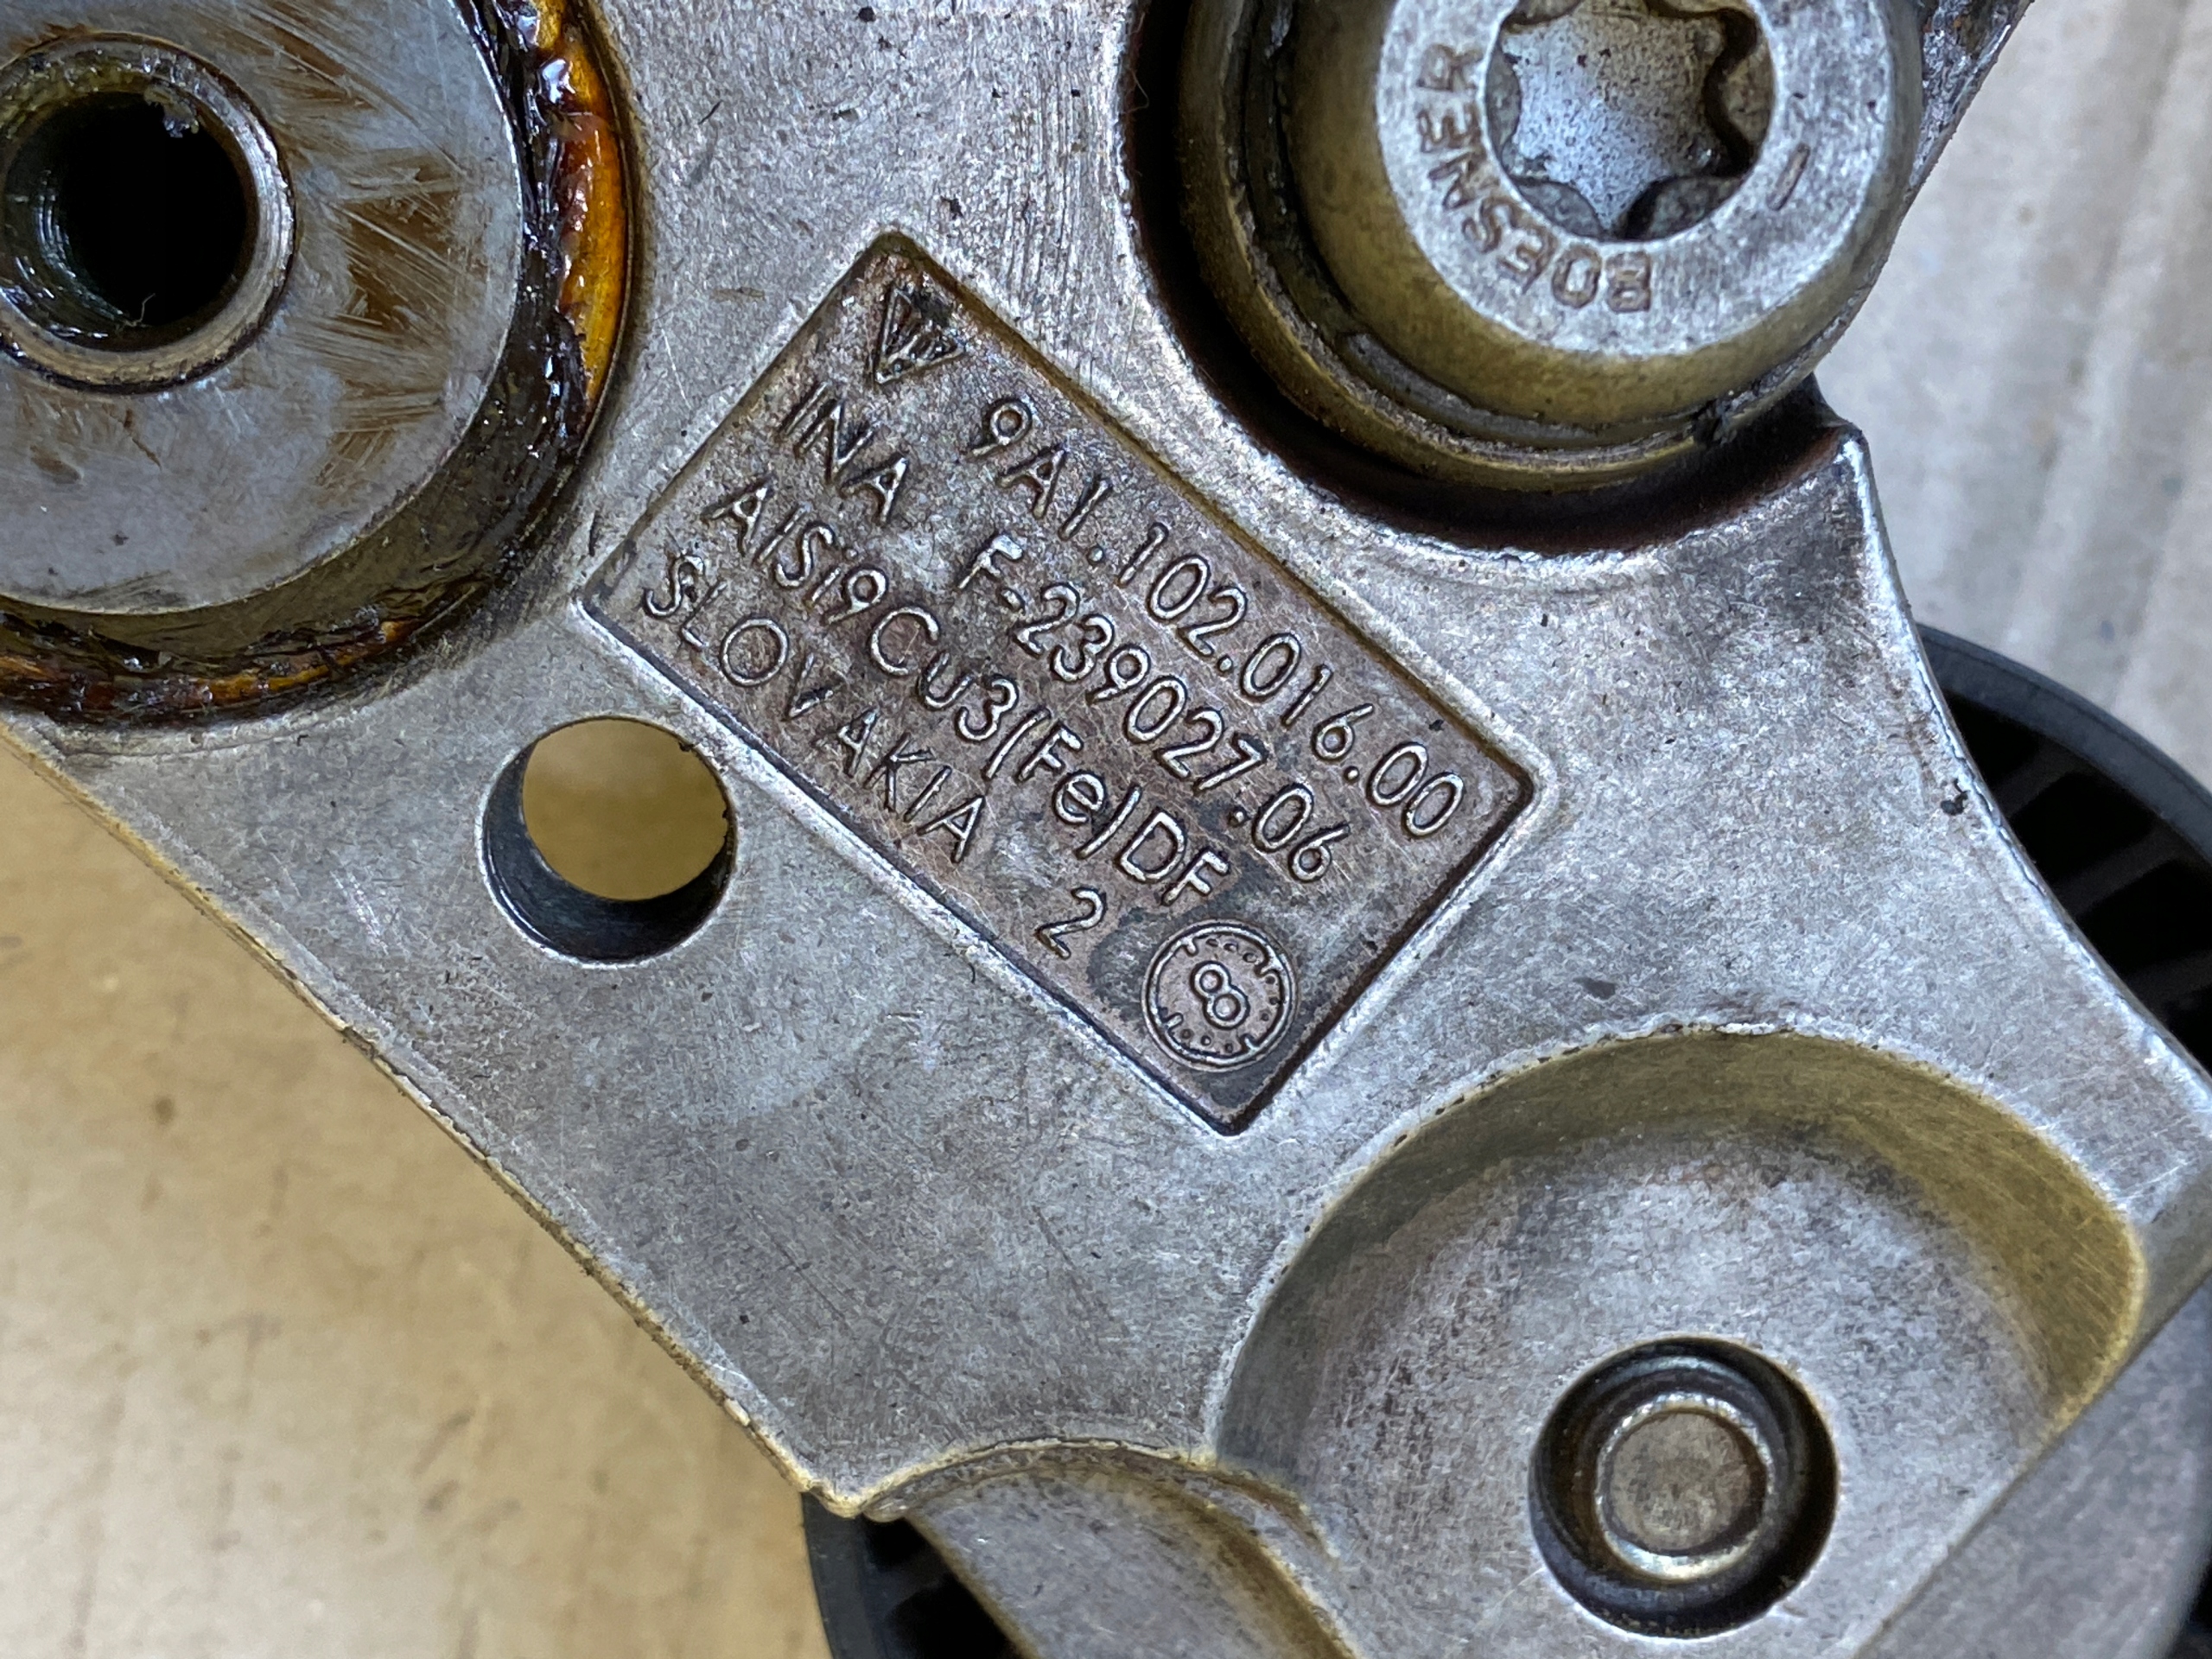 BOESNER
9A1.102.016.00
INA F-239027.06
AlSi9Cu3(Fe)DF
SLOVAKIA 2 8